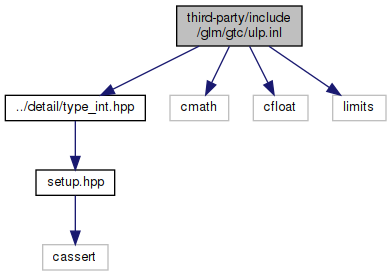 third-party/include
/glm/gtc/ulp.inl
../detail/type_int.hpp
cmath
cfloat
limits
setup.hpp
cassert